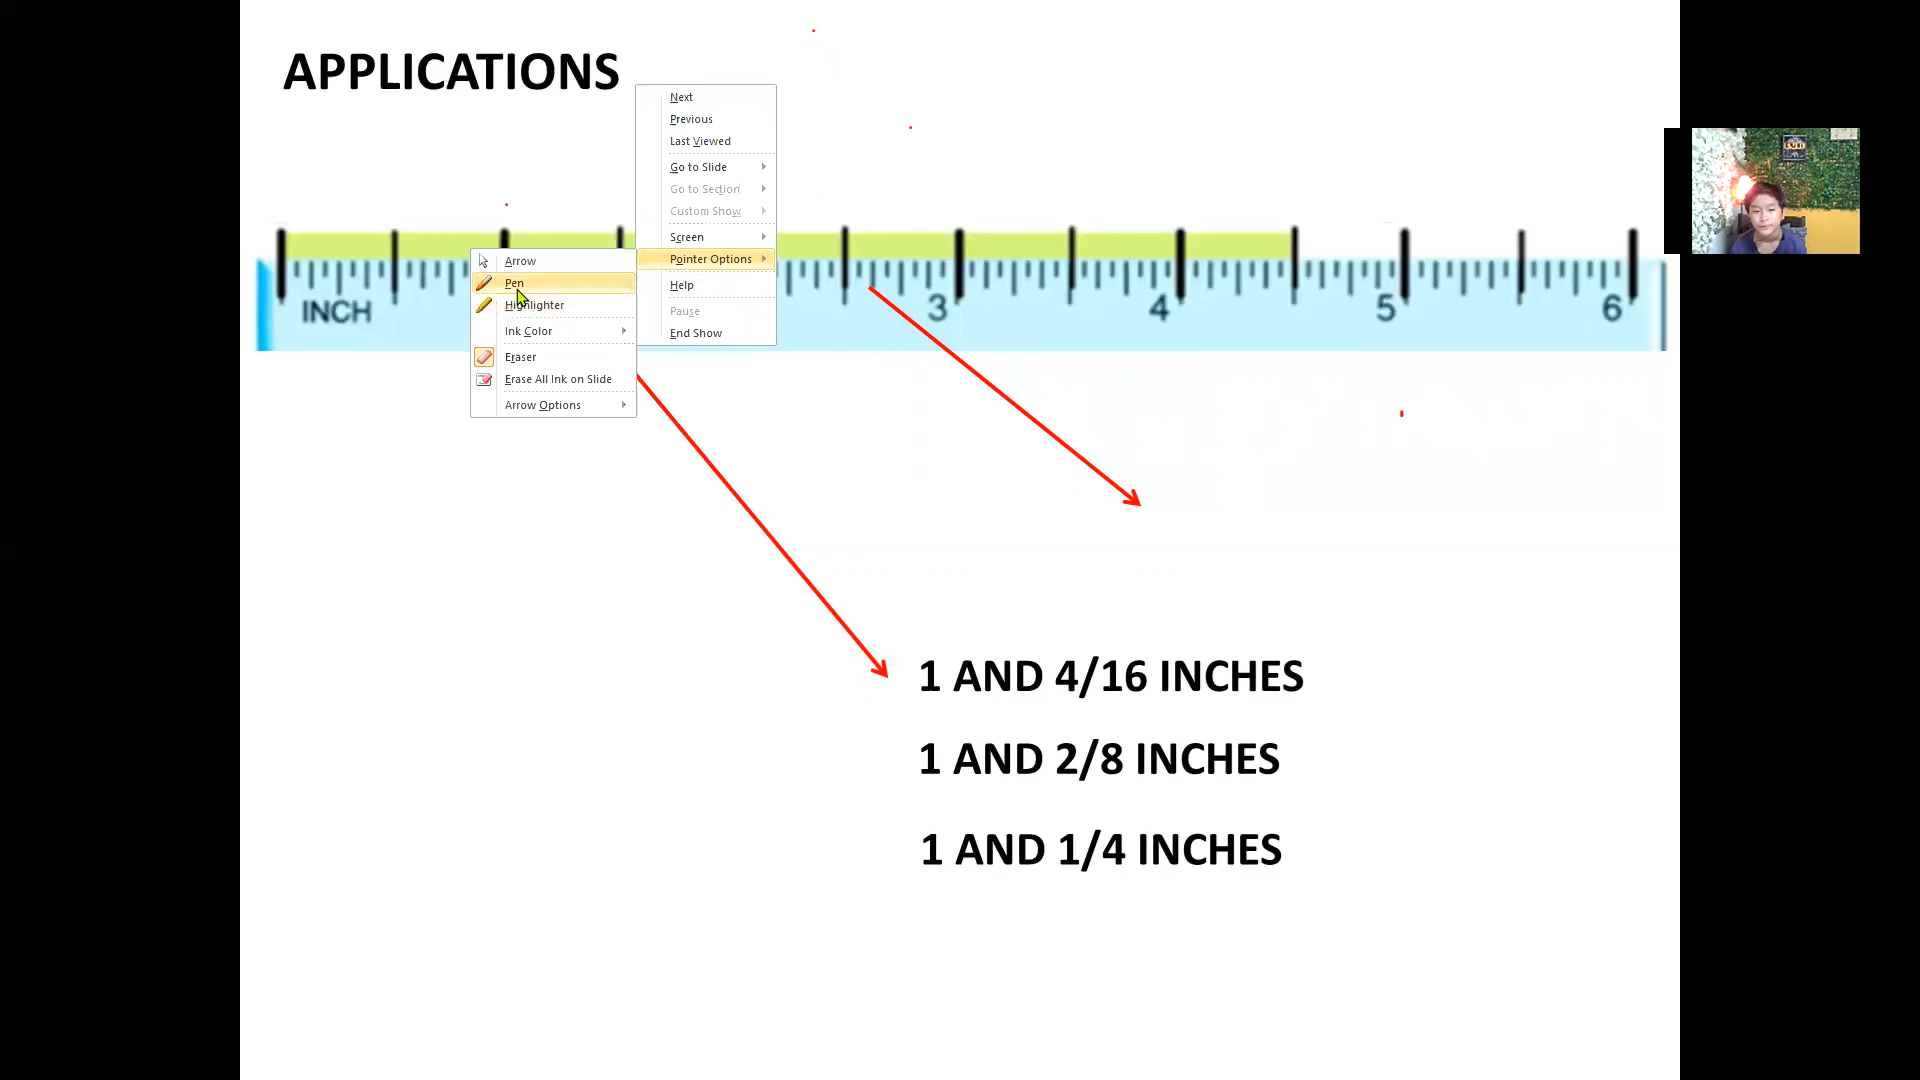 APPLICATIONS
Next
Previous
Last Viewed
Go to Slide
Go to Section
Custom Show
Screen
Pointer Options
Help
Pause
End Show
Arrow
Pen
Highlighter
Ink Color
Eraser
Erase All Ink on Slide
Arrow Options
INCH 3 4 5 6
1 AND 4/16 INCHES
1 AND 2/8 INCHES
1 AND 1/4 INCHES